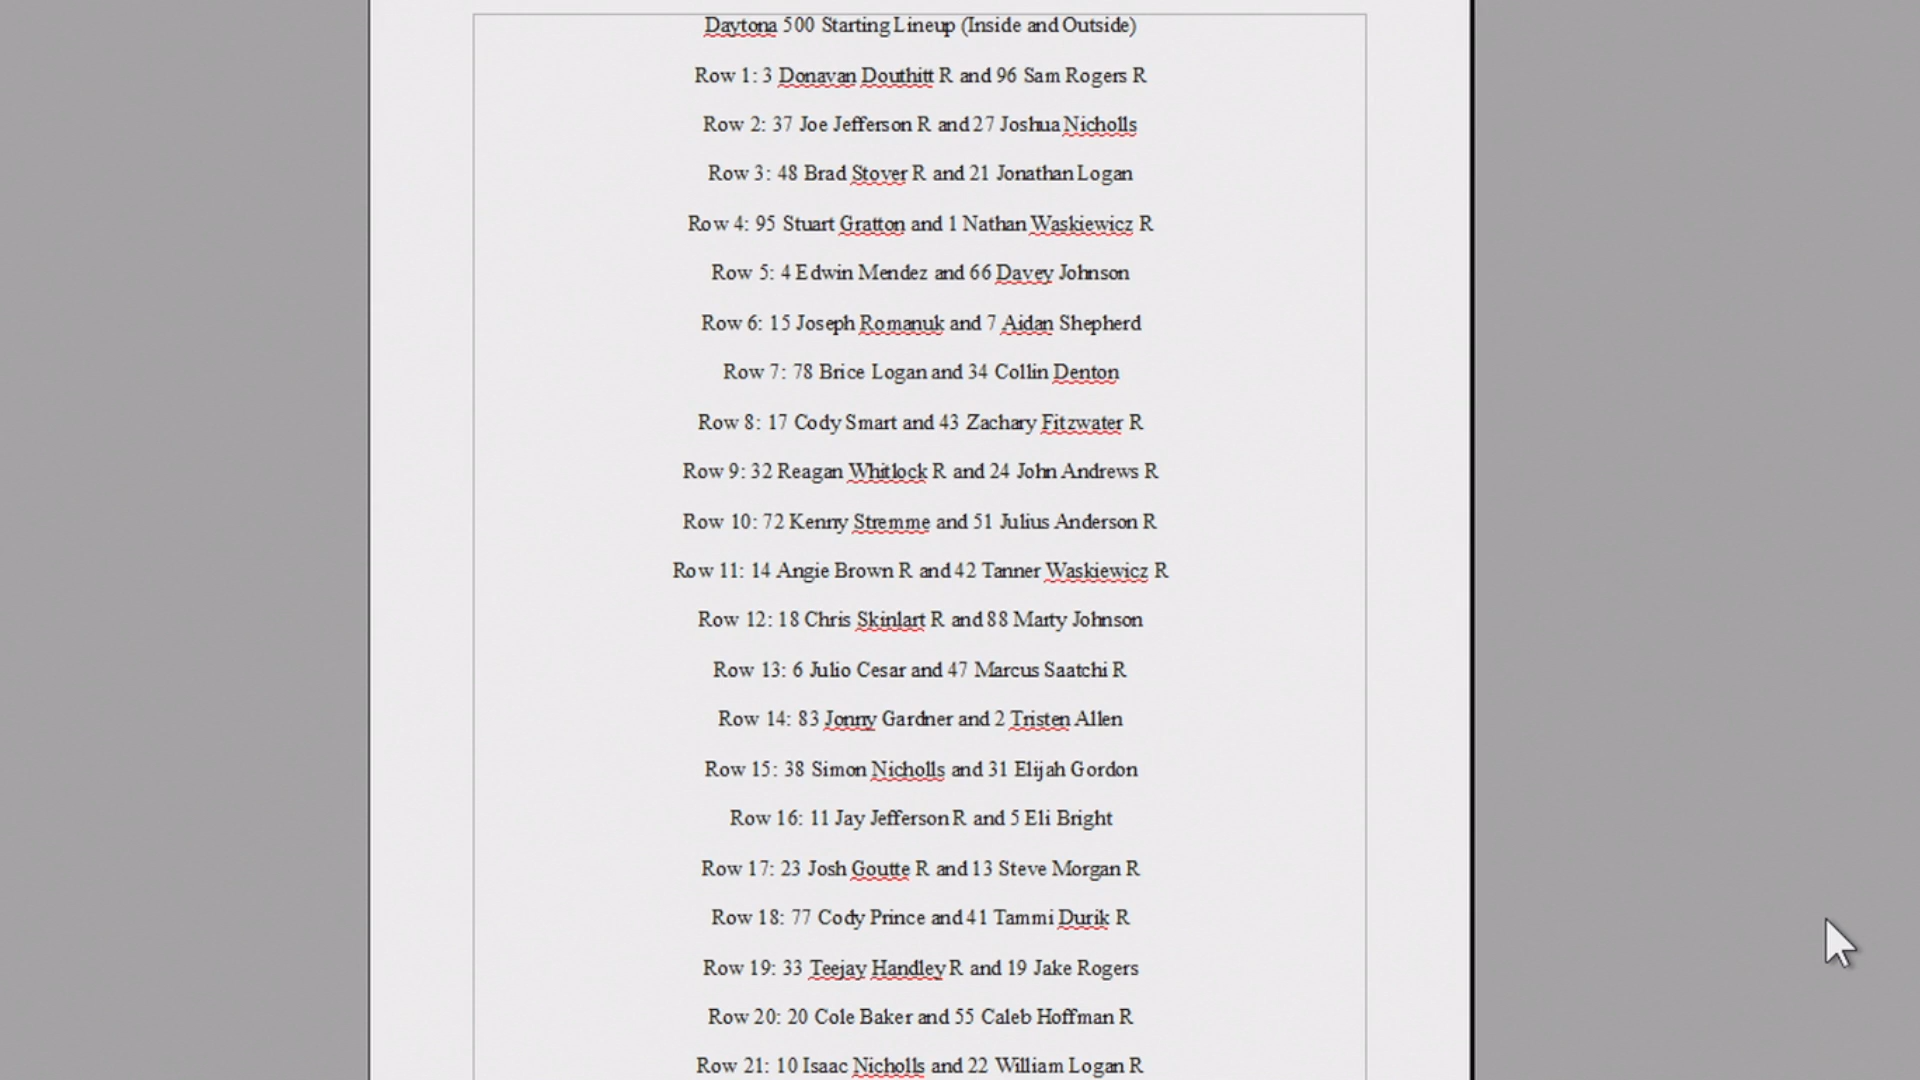 Daytona 500 Starting Lineup (Inside and Outside)
Row 1: 3 Donavan Douthitt R and 96 Sam Rogers R
Row 2: 37 Joe Jefferson R and 27 Joshua Nicholls
Row 3: 48 Brad Stover R and 21 Jonathan Logan
Row 4: 95 Stuart Gratton and 1 Nathan Waskiewicz R
Row 5: 4 Edwin Mendez and 66 Davey Johnson
Row 6: 15 Joseph Romanuk and 7 Aidan Shepherd
Row 7: 78 Brice Logan and 34 Collin Denton
Row 8: 17 Cody Smart and 43 Zachary Fitzwater R
Row 9: 32 Reagan Whitlock R and 24 John Andrews R
Row 10: 72 Kenny Stremme and 51 Julius Anderson R
Row 11: 14 Angie Brown R and 42 Tanner Waskiewicz R
Row 12: 18 Chris Skinlart R and 88 Marty Johnson
Row 13: 6 Julio Cesar and 47 Marcus Saatchi R
Row 14: 83 Jonny Gardner and 2 Tristen Allen
Row 15: 38 Simon Nicholls and 31 Elijah Gordon
Row 16: 11 Jay Jefferson R and 5 Eli Bright
Row 17: 23 Josh Goutte R and 13 Steve Morgan R
Row 18: 77 Cody Prince and 41 Tammi Durik R
Row 19: 33 Teejay Handley R and 19 Jake Rogers
Row 20: 20 Cole Baker and 55 Caleb Hoffman R
Row 21: 10 Isaac Nicholls and 22 William Logan R